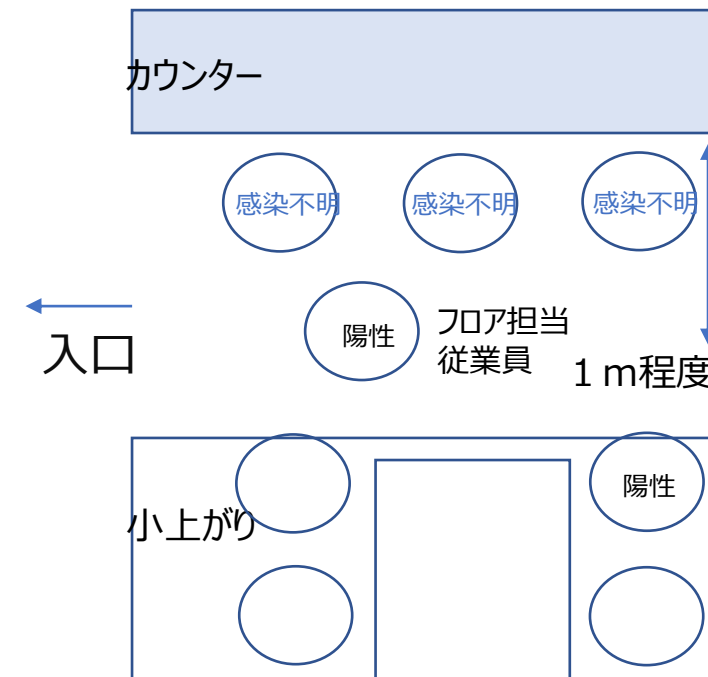 カウンター
感染不明
感染不明
感染不明
入口
陽性
フロア担当
従業員
1m程度
陽性
小上がり